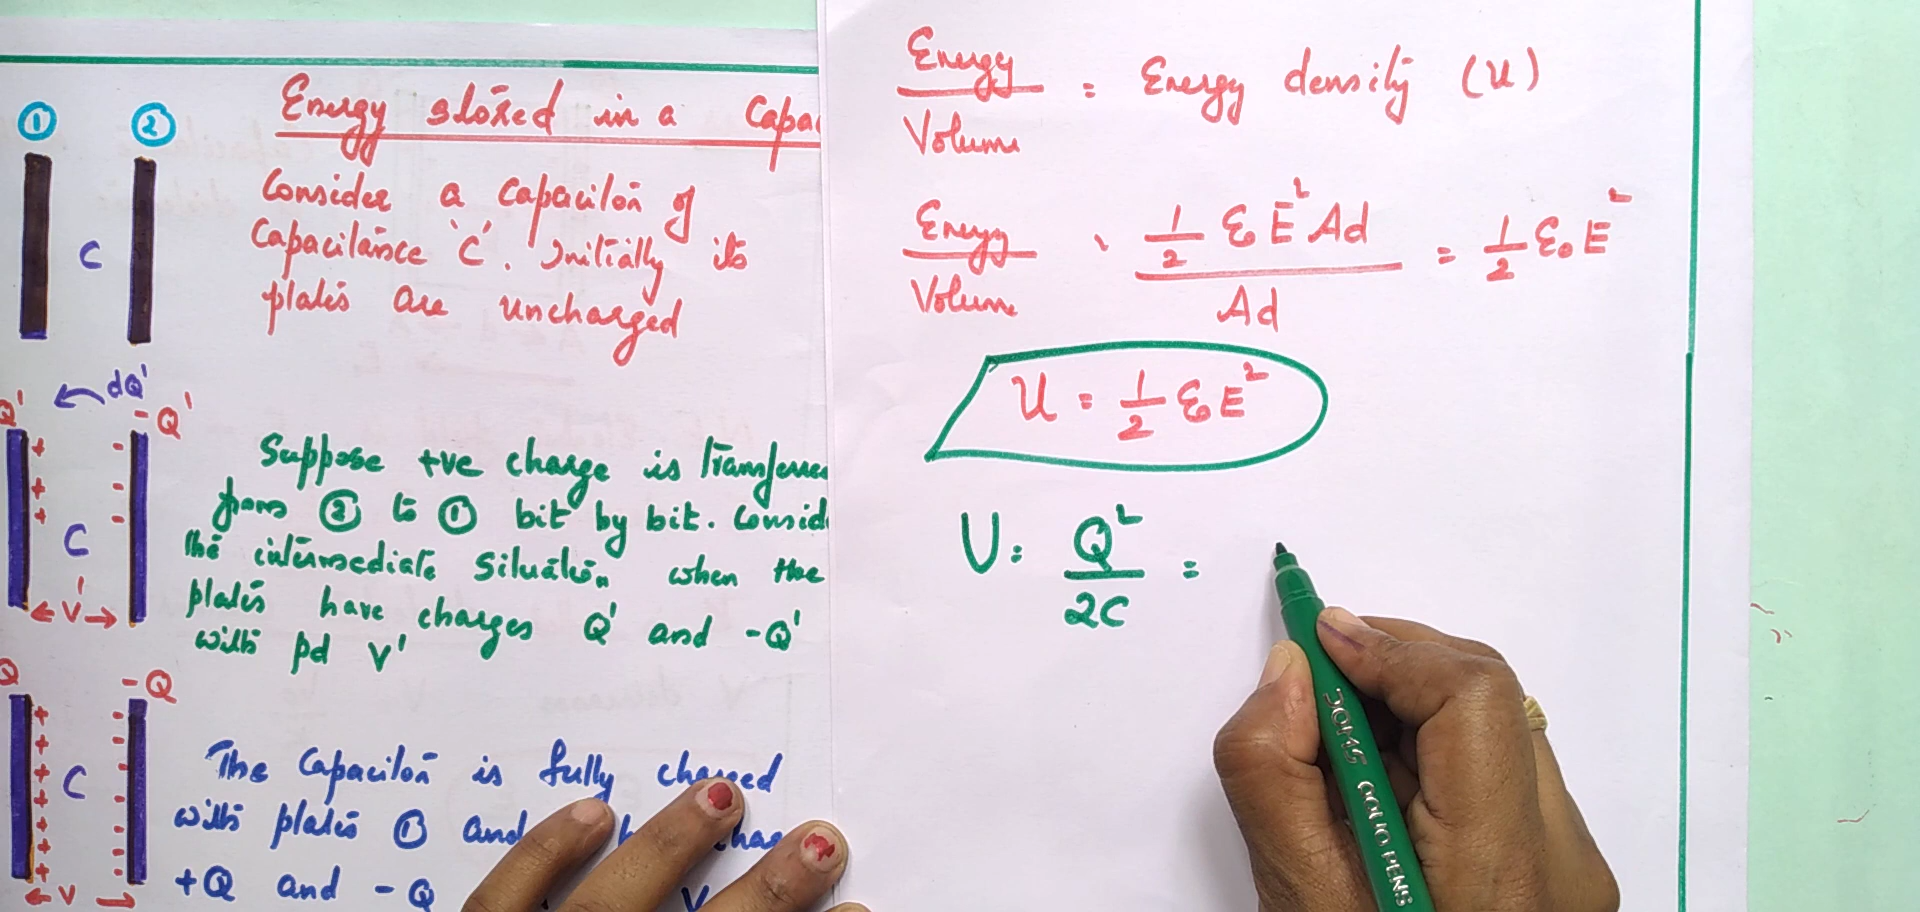 ① ②
Energy stored in a Capa
Consider a capacitor of
Capacitance 'C'. Initially its
plates are uncharged
C
dQ'
Q' -Q'
+ -
+ -
+ -
C
V'
Suppose +ve charge is transferre
from ② to ① bit by bit. Consid
the intermediate situation when the
plates have charges Q' and -Q'
with pd V'
Q -Q
C
V
The Capacitor is fully charged
with plates ① and
+Q and -Q V
Energy/Volume = Energy density (U)
Energy/Volume = ½ ε₀E²Ad / Ad = ½ ε₀E²
U = ½ ε₀E²
U = Q²/2C =
DOMS